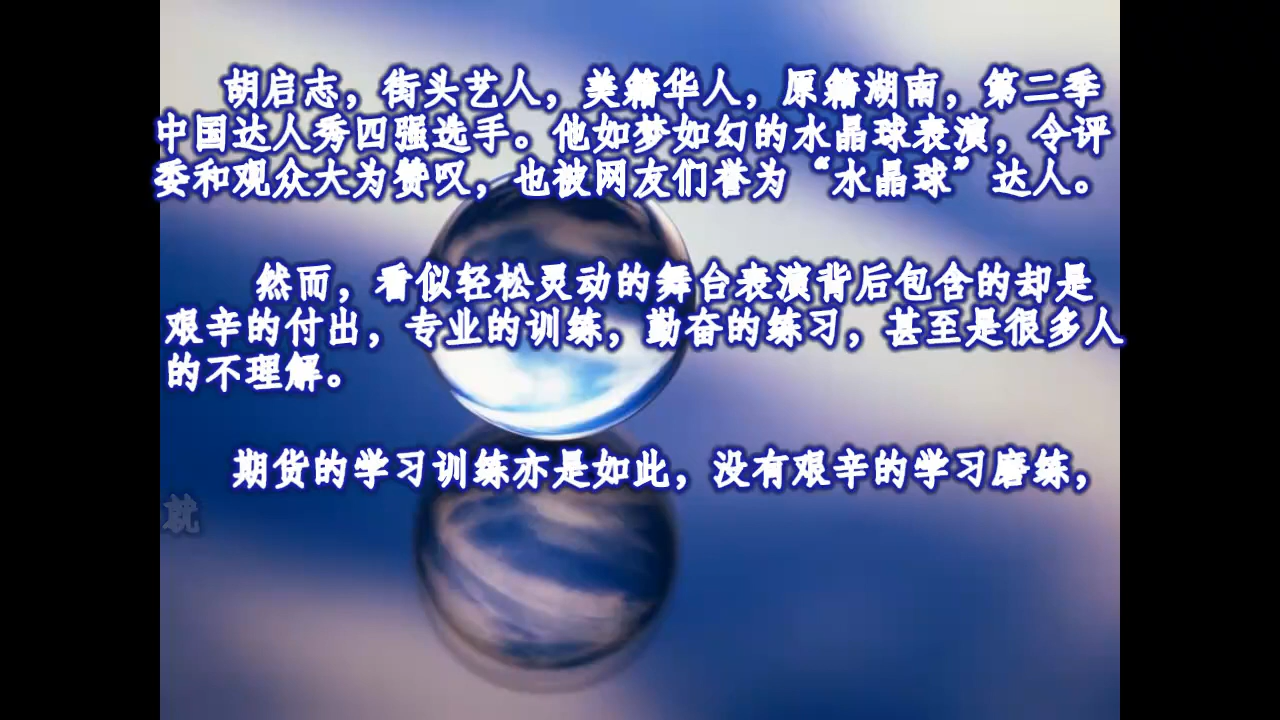 胡启志，街头艺人，美籍华人，原籍湖南，第二季
中国达人秀四强选手。他如梦如幻的水晶球表演，令评
委和观众大为赞叹，也被网友们誉为“水晶球”达人。
然而，看似轻松灵动的舞台表演背后包含的却是
艰辛的付出，专业的训练，勤奋的练习，甚至是很多人
的不理解。
期货的学习训练亦是如此，没有艰辛的学习磨练，
就